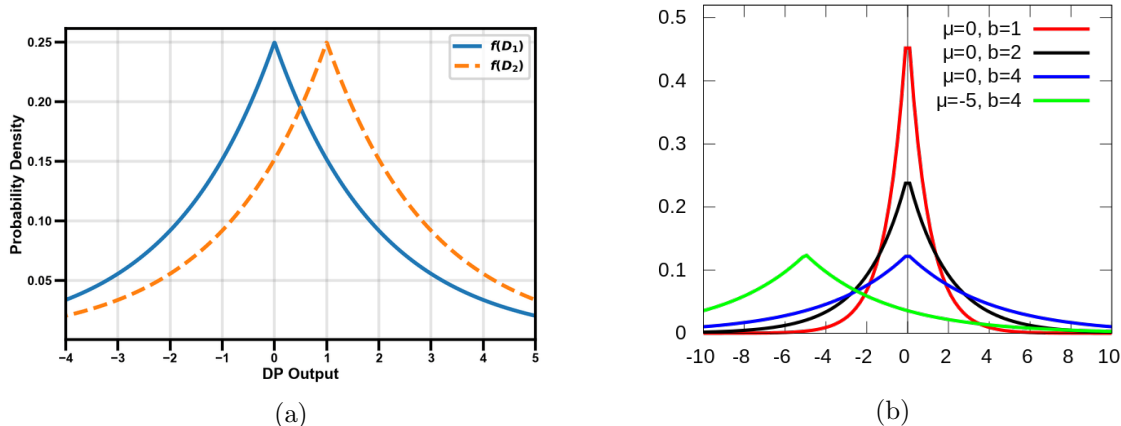 0.25
0.20
0.15
0.10
0.05
Probability Density
−4 −3 −2 −1 0 1 2 3 4 5
DP Output
f(D₁)
f(D₂)
(a)
0.5
0.4
0.3
0.2
0.1
0
-10 -8 -6 -4 -2 0 2 4 6 8 10
μ=0, b=1
μ=0, b=2
μ=0, b=4
μ=-5, b=4
(b)